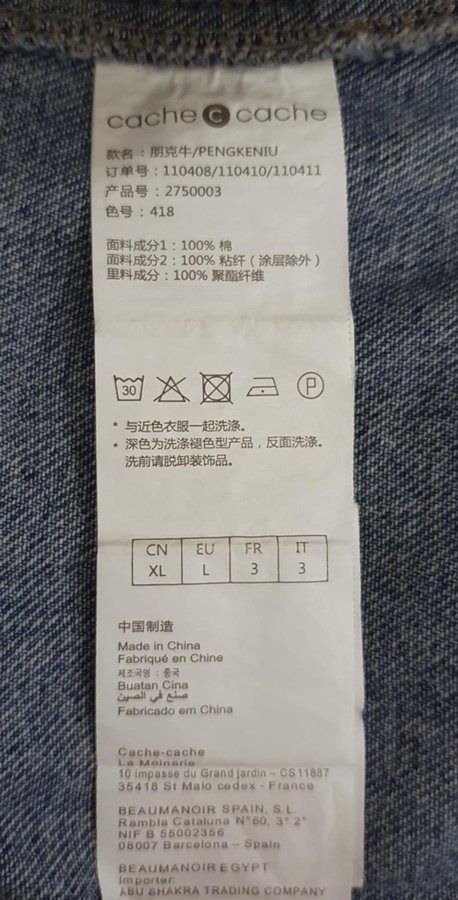 cache c cache
款名：朋克牛/PENGKENIU
订单号：110408/110410/110411
产品号：2750003
色号：418
面料成分1：100% 棉
面料成分2：100% 粘纤（涂层除外）
里料成分：100% 聚酯纤维
30 P
* 与近色衣服一起洗涤。
* 深色为洗涤褪色型产品，反面洗涤。
洗前请脱卸装饰品。
CN EU FR IT
XL L 3 3
中国制造
Made in China
Fabriqué en Chine
제조국명 : 중국
Buatan Cina
صنع في الصين
Fabricado em China
Cache-cache
La Moinerie
10 impasse du Grand jardin – CS11887
35418 St Malo cedex - France
BEAUMANOIR SPAIN, S.L.
Rambla Cataluna N°60, 3° 2°
NIF B 55002356
08007 Barcelona – Spain
BEAUMANOIR EGYPT
Importer:
ABU SHAKRA TRADING COMPANY